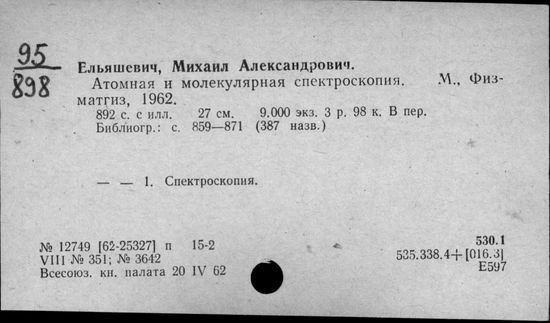 95
898
Ельяшевич, Михаил Александрович.
Атомная и молекулярная спектроскопия. М., Физ-
матгиз, 1962.
892 с. с илл. 27 см. 9.000 экз. 3 р. 98 к. В пер.
Библиогр.: с. 859—871 (387 назв.)
— — 1. Спектроскопия.
№ 12749 [62-25327] п 15-2
VIII № 351; № 3642
Всесоюз. кн. палата 20 IV 62
530.1
535.338.4+[016.3]
Е597